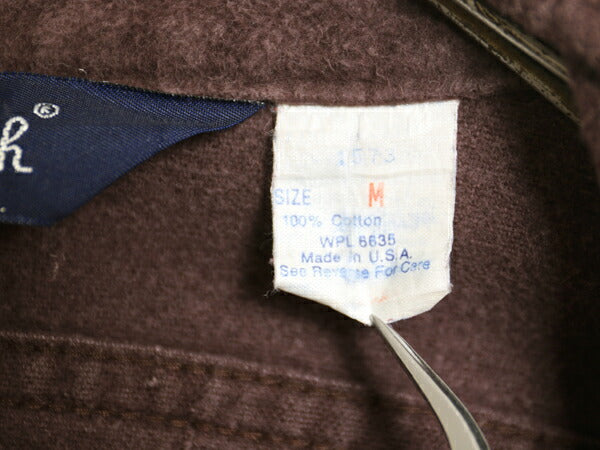 SIZE M
100% Cotton
WPL 6635
Made in U.S.A.
See Reverse For Care